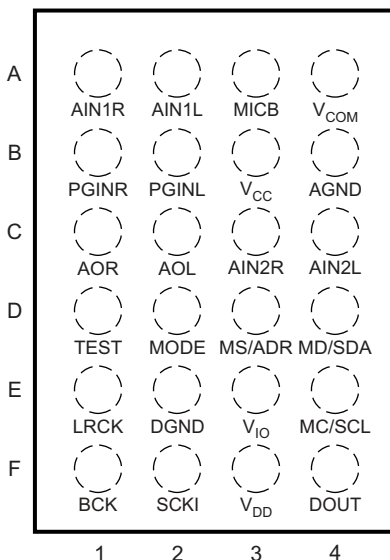 A
AIN1R AIN1L MICB VCOM
B
PGINR PGINL VCC AGND
C
AOR AOL AIN2R AIN2L
D
TEST MODE MS/ADR MD/SDA
E
LRCK DGND VIO MC/SCL
F
BCK SCKI VDD DOUT
1 2 3 4